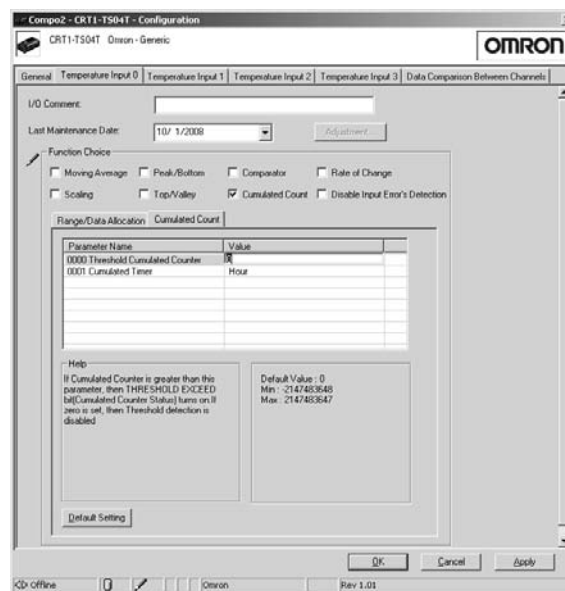 Compo2 - CRT1-TS04T - Configuration
CRT1-TS04T Omron - Generic
OMRON
General Temperature Input 0 Temperature Input 1 Temperature Input 2 Temperature Input 3 Data Comparison Between Channels
I/O Comment:
Last Maintenance Date: 10/ 1/2008 Adjustment...
Function Choice
Moving Average Peak/Bottom Comparator Rate of Change
Scaling Top/Valley Cumulated Count Disable Input Error's Detection
Range/Data Allocation Cumulated Count
Parameter Name Value
0000 Threshold Cumulated Counter 0
0001 Cumulated Timer Hour
Help
If Cumulated Counter is greater than this
parameter, then THRESHOLD EXCEED
bit(Cumulated Counter Status) turns on.If
zero is set, then Threshold detection is
disabled
Default Value : 0
Min : -2147483648
Max : 2147483647
Default Setting
OK Cancel Apply
Offline Omron Rev 1.01